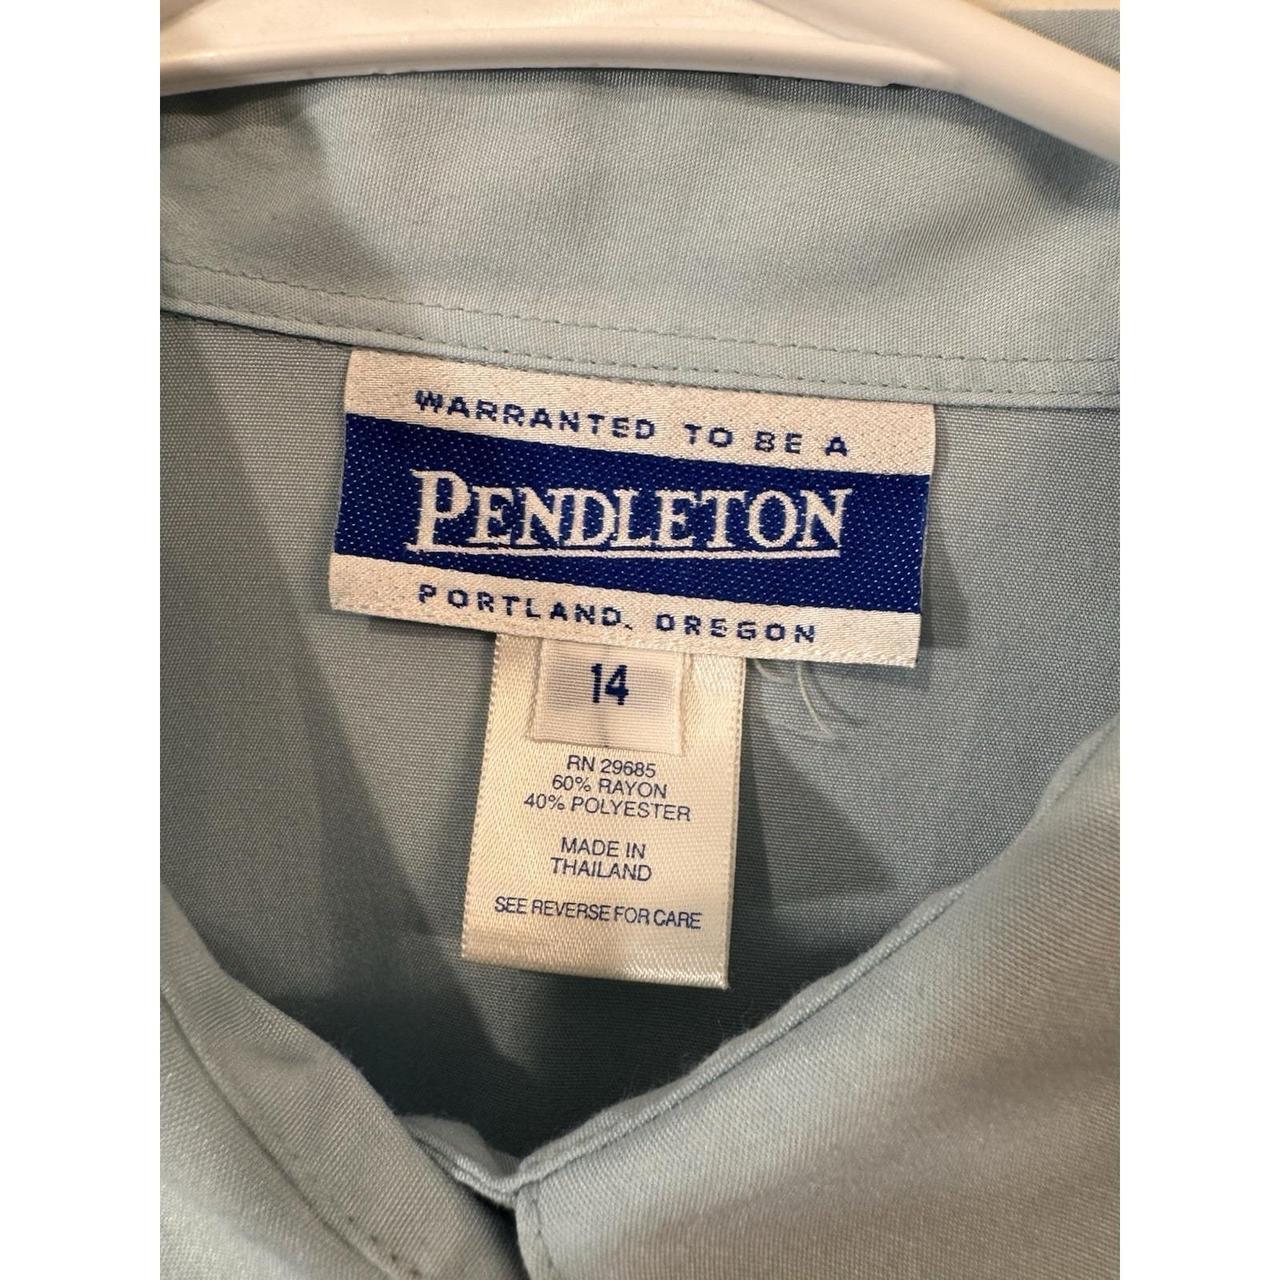 WARRANTED TO BE A
PENDLETON
PORTLAND, OREGON
14
RN 29685
60% RAYON
40% POLYESTER
MADE IN
THAILAND
SEE REVERSE FOR CARE